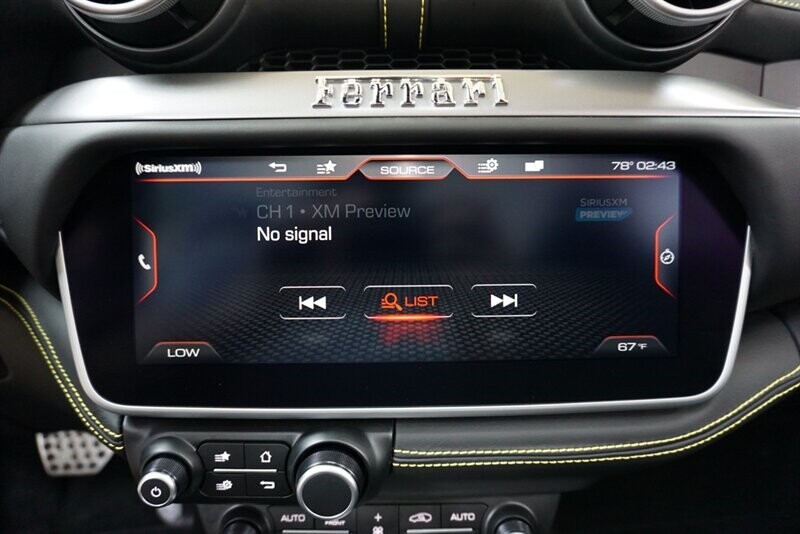 Ferrari
SiriusXM SOURCE 78° 02:43
Entertainment
CH 1 • XM Preview
SIRIUSXM
PREVIEW
No signal
LIST
LOW
67 °F
AUTO FRONT + AUTO